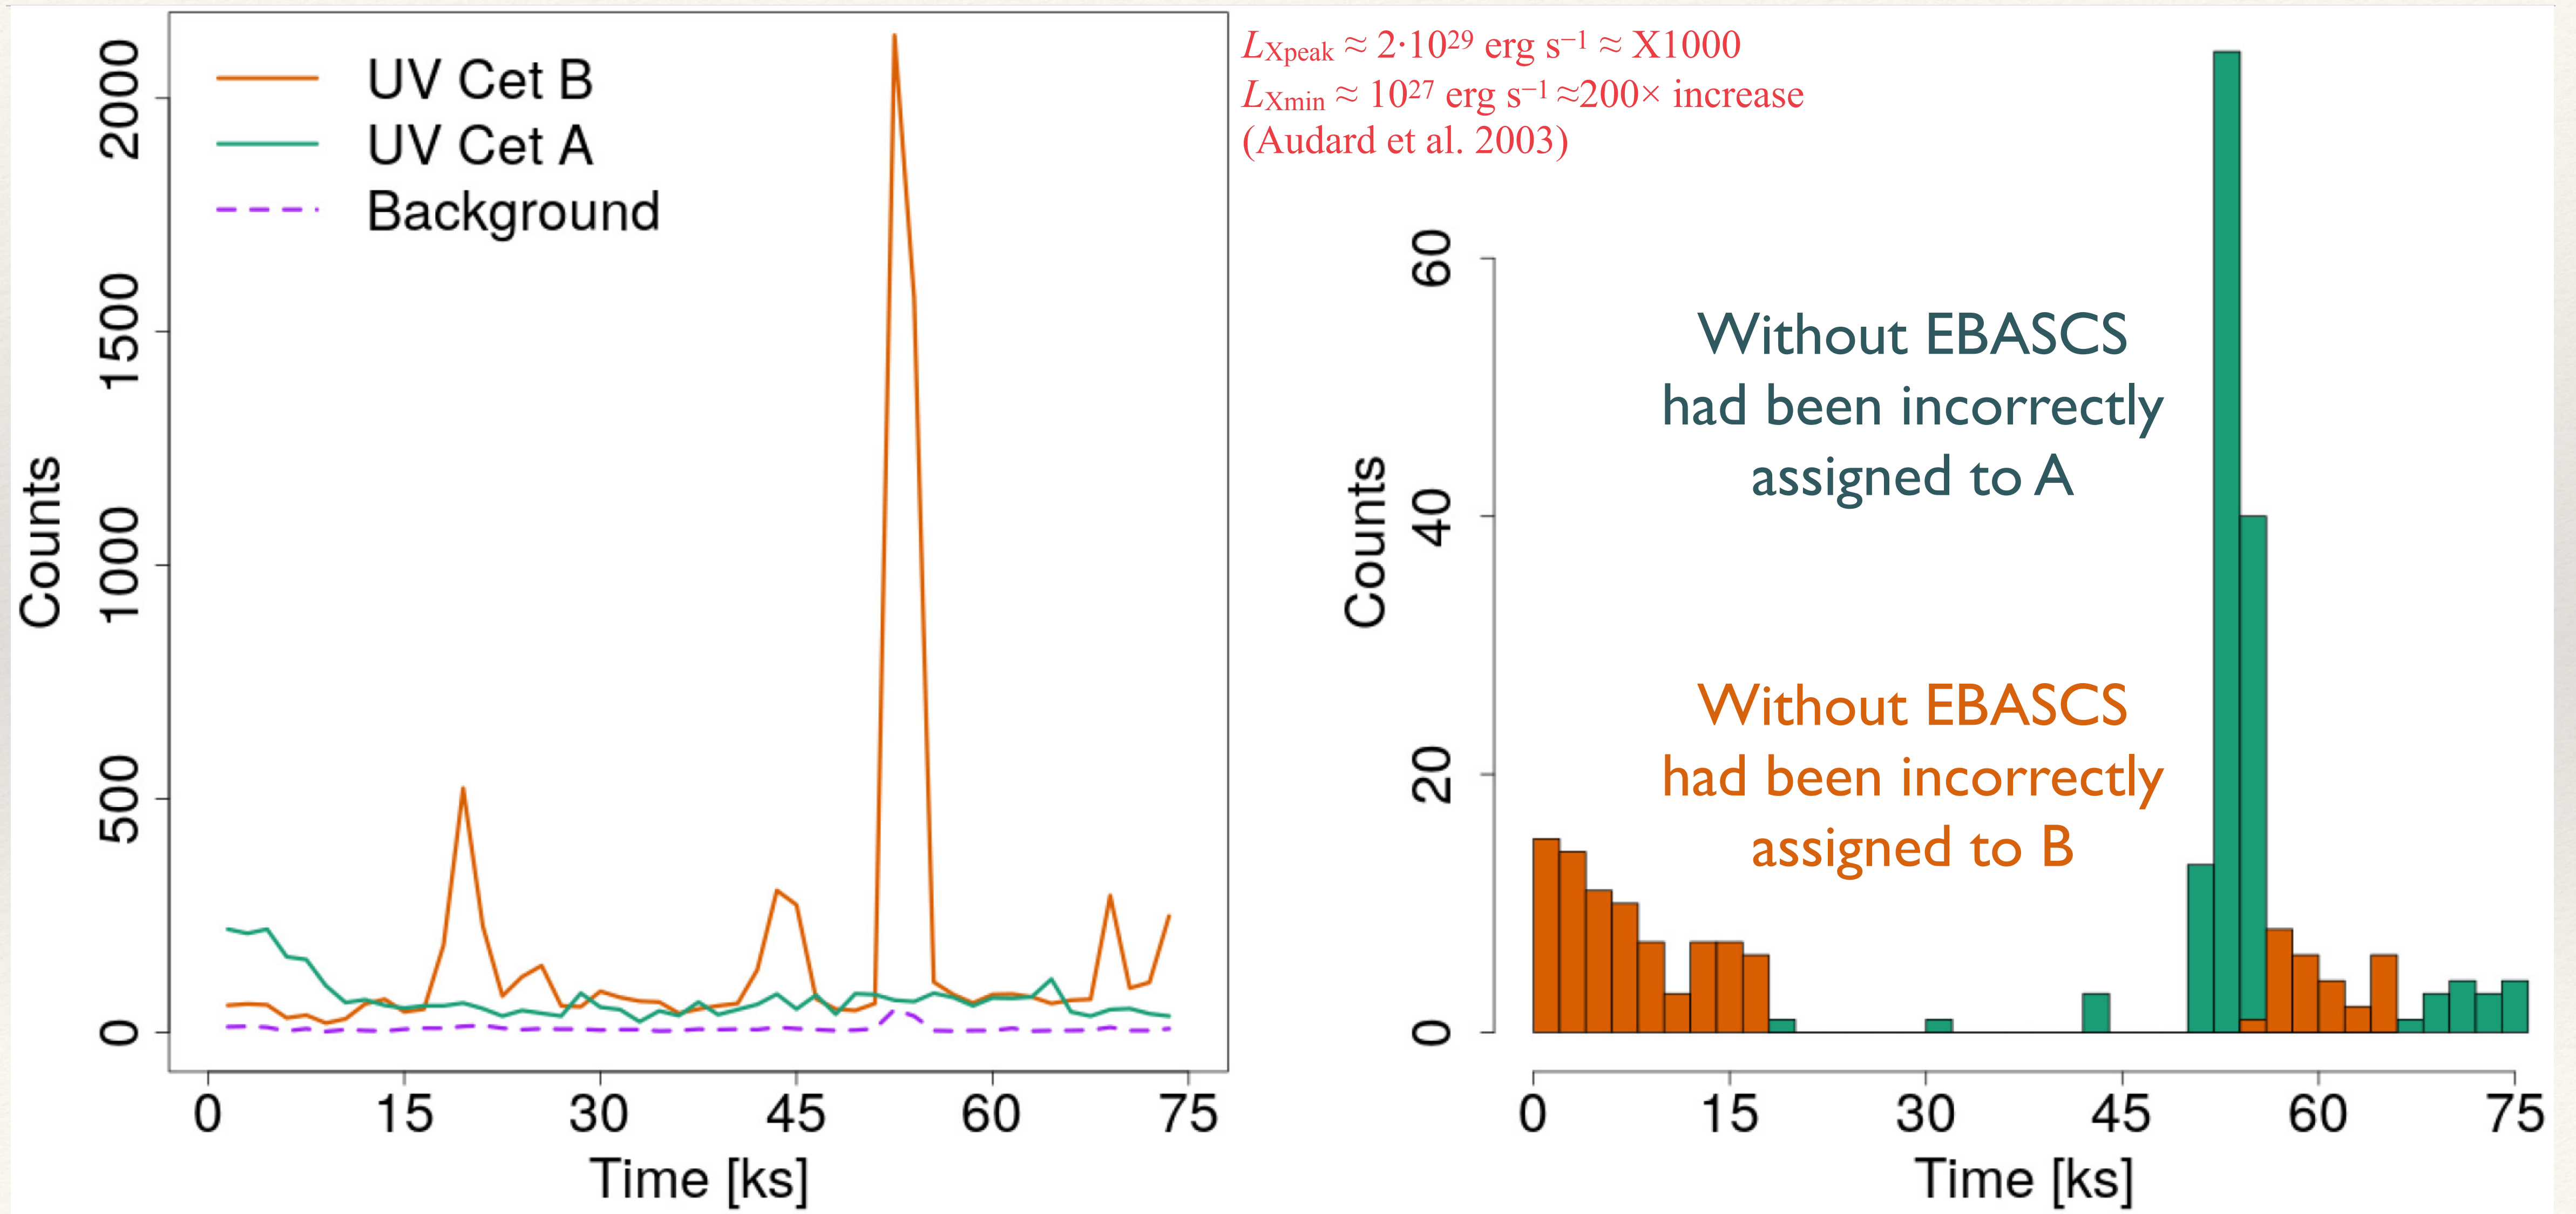 UV Cet B
UV Cet A
Background
Counts
2000
1500
1000
500
0
0 15 30 45 60 75
Time [ks]
L_Xpeak ≈ 2·10²⁹ erg s⁻¹ ≈ X1000
L_Xmin ≈ 10²⁷ erg s⁻¹ ≈200× increase
(Audard et al. 2003)
Without EBASCS
had been incorrectly
assigned to A
Without EBASCS
had been incorrectly
assigned to B
Counts
60
40
20
0
0 15 30 45 60 75
Time [ks]